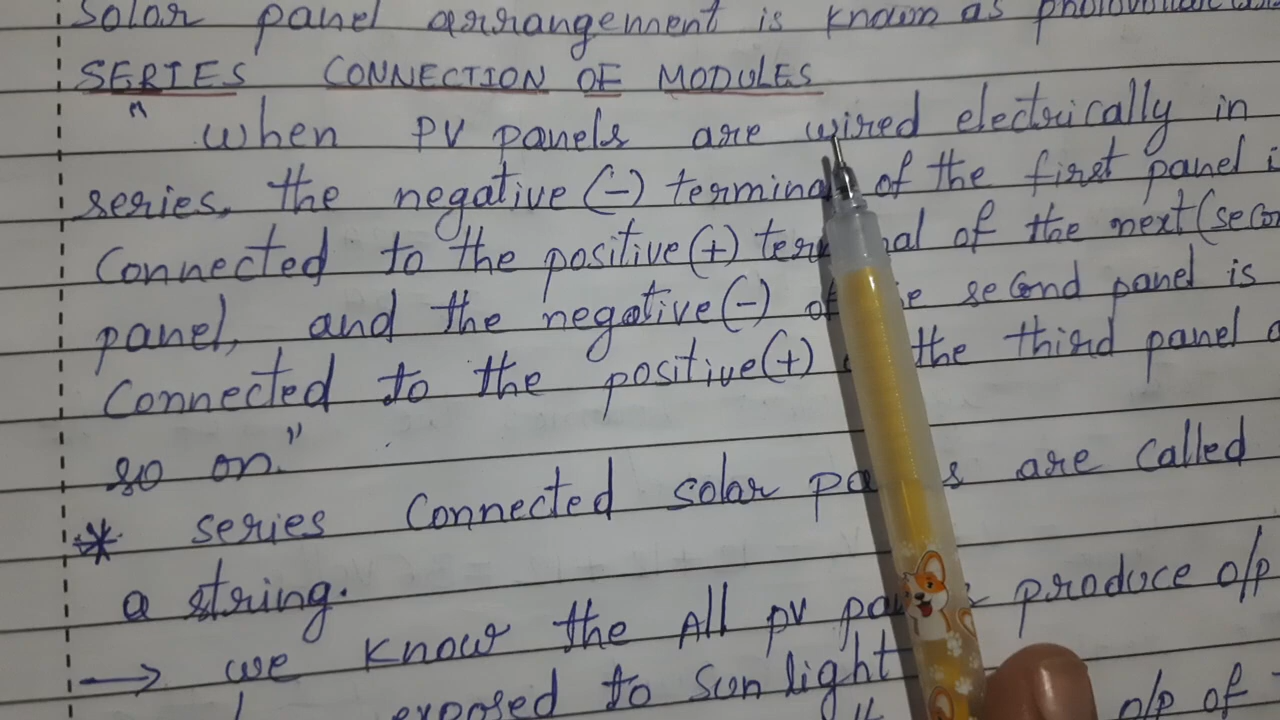 solar panel arrangement is known as
SERIES CONNECTION OF MODULES
" when PV panels are wired electrically in
series, the negative (-) terminal of the first panel
Connected to the positive (+) terminal of the next (
panel, and the negative (-) of second panel is
Connected to the positive (+) the third panel
so on."
* series Connected solar are called
a string.
→ we know the All PV produce o/p
exposed to sun light o/p of